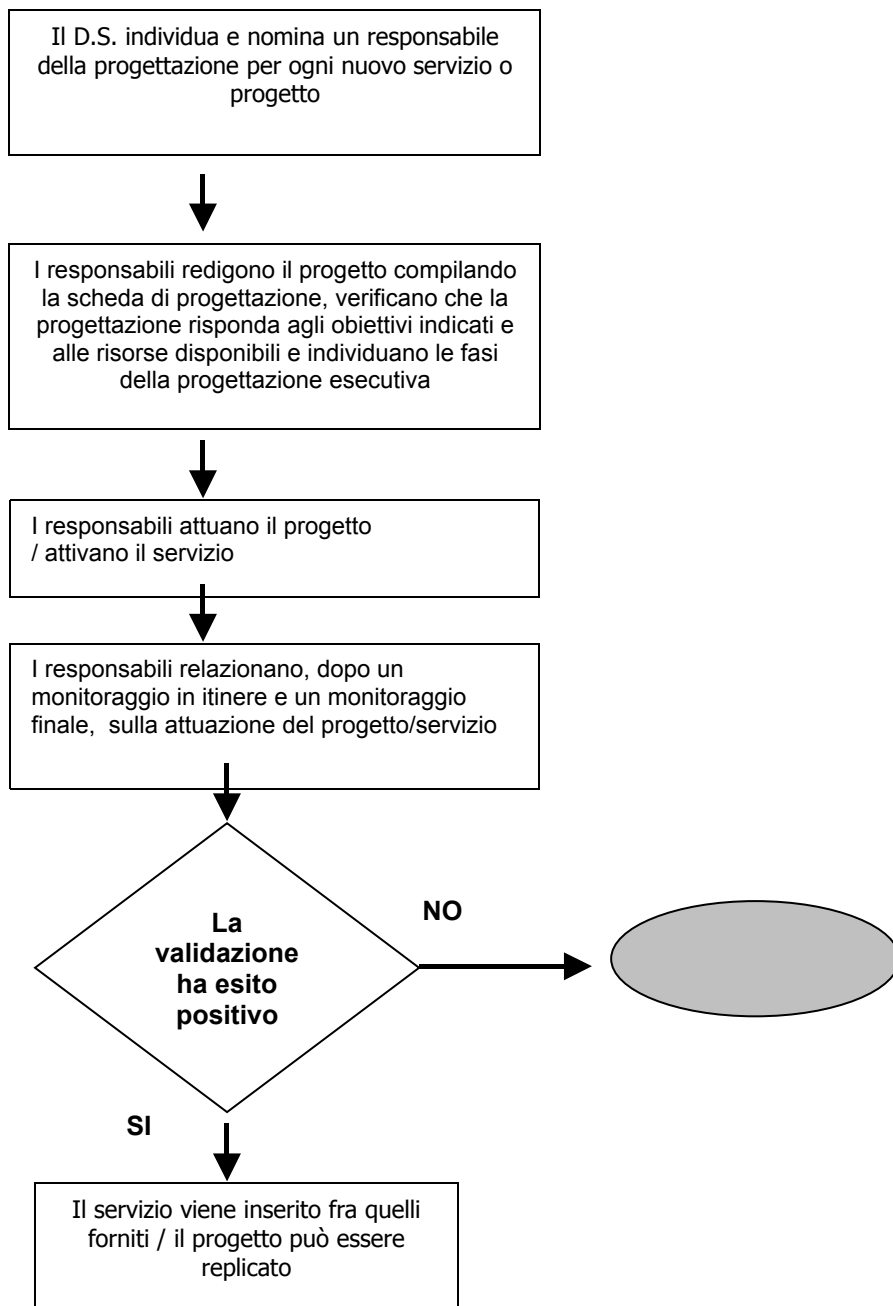 Il D.S. individua e nomina un responsabile
della progettazione per ogni nuovo servizio o
progetto
I responsabili redigono il progetto compilando
la scheda di progettazione, verificano che la
progettazione risponda agli obiettivi indicati e
alle risorse disponibili e individuano le fasi
della progettazione esecutiva
I responsabili attuano il progetto
/ attivano il servizio
I responsabili relazionano, dopo un
monitoraggio in itinere e un monitoraggio
finale,  sulla attuazione del progetto/servizio
La
validazione
ha esito
positivo
NO
SI
Il servizio viene inserito fra quelli
forniti / il progetto può essere
replicato